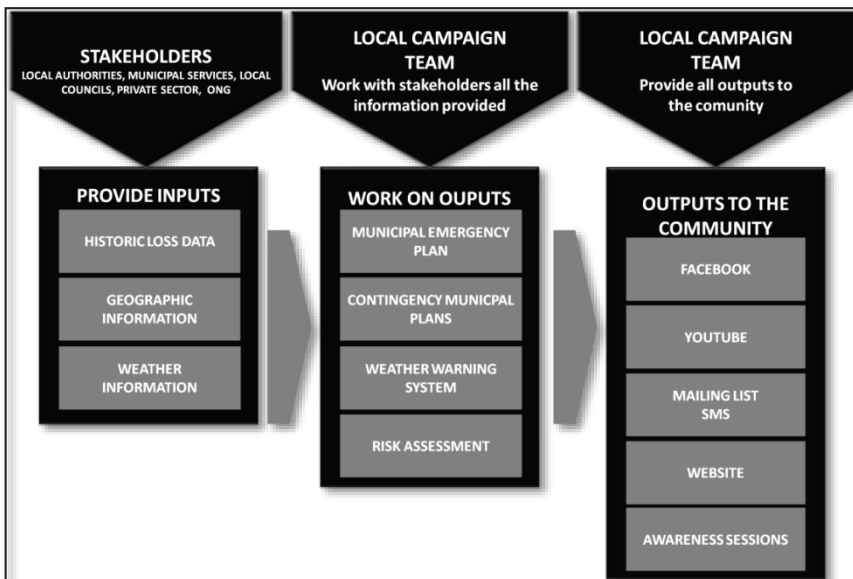 STAKEHOLDERS
LOCAL AUTHORITIES, MUNICIPAL SERVICES, LOCAL
COUNCILS, PRIVATE SECTOR, ONG
PROVIDE INPUTS
HISTORIC LOSS DATA
GEOGRAPHIC
INFORMATION
WEATHER
INFORMATION
LOCAL CAMPAIGN
TEAM
Work with stakeholders all the
information provided
WORK ON OUPUTS
MUNICIPAL EMERGENCY
PLAN
CONTINGENCY MUNICPAL
PLANS
WEATHER WARNING
SYSTEM
RISK ASSESSMENT
LOCAL CAMPAIGN
TEAM
Provide all outputs to
the comunity
OUTPUTS TO THE
COMMUNITY
FACEBOOK
YOUTUBE
MAILING LIST
SMS
WEBSITE
AWARENESS SESSIONS